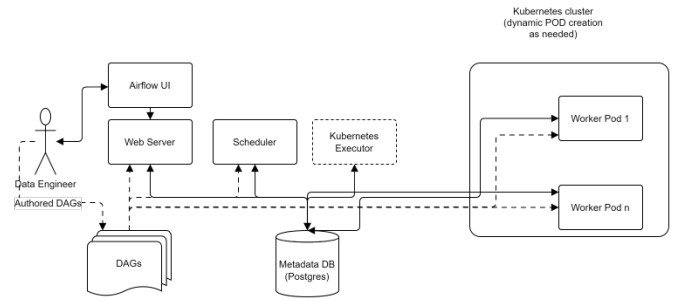 Kubernetes cluster
(dynamic POD creation
as needed)
Airflow UI
Web Server
Scheduler
Kubernetes
Executor
Worker Pod 1
Data Engineer
Authored DAGs
Worker Pod n
DAGs
Metadata DB
(Postgres)